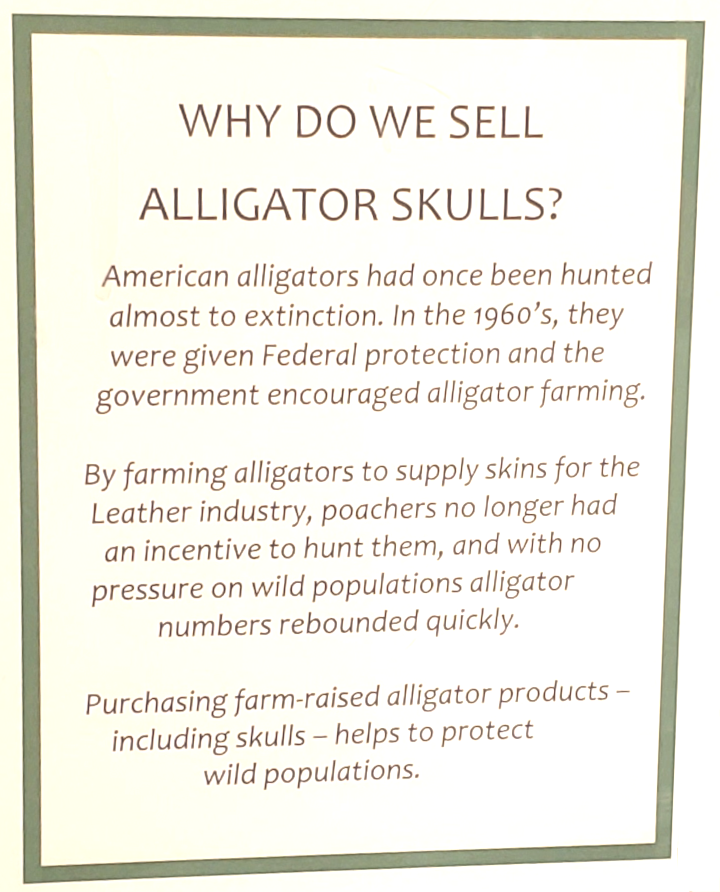 WHY DO WE SELL
ALLIGATOR SKULLS?
American alligators had once been hunted
almost to extinction. In the 1960's, they
were given Federal protection and the
government encouraged alligator farming.
By farming alligators to supply skins for the
Leather industry, poachers no longer had
an incentive to hunt them, and with no
pressure on wild populations alligator
numbers rebounded quickly.
Purchasing farm-raised alligator products –
including skulls – helps to protect
wild populations.